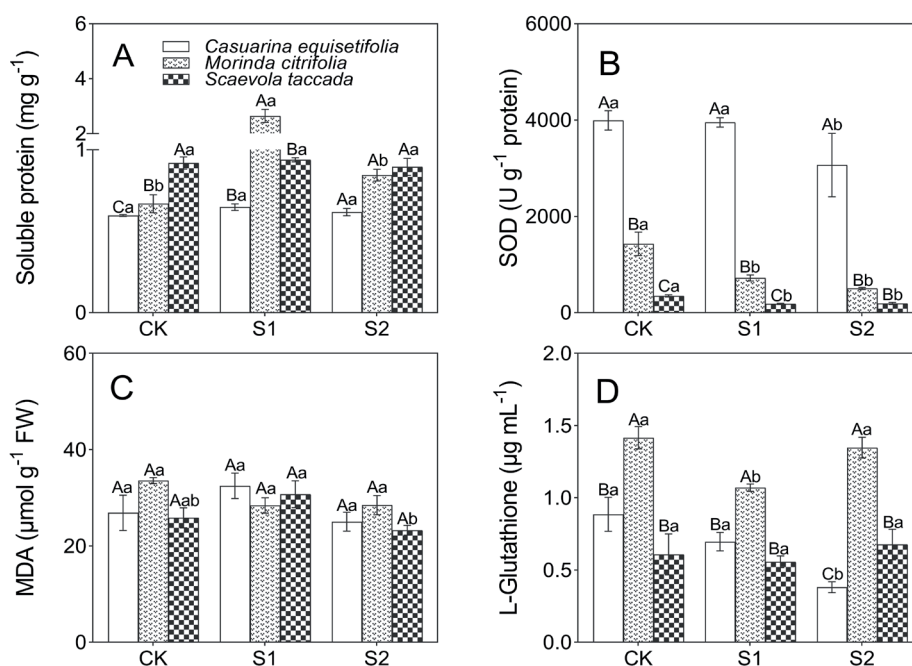 A
Soluble protein (mg g⁻¹)
6
4
2
1
0
Casuarina equisetifolia
Morinda citrifolia
Scaevola taccada
Ca Bb Aa
Ba Aa Ba
Aa Ab Aa
CK S1 S2
B
SOD (U g⁻¹ protein)
6000
4000
2000
0
Aa Ba Ca
Aa Bb Cb
Ab Bb Bb
CK S1 S2
C
MDA (µmol g⁻¹ FW)
60
40
20
0
Aa Aa Aab
Aa Aa Aa
Aa Aa Ab
CK S1 S2
D
L-Glutathione (µg mL⁻¹)
2.0
1.5
1.0
0.5
0.0
Ba Aa Ba
Ba Ab Ba
Cb Aa Ba
CK S1 S2